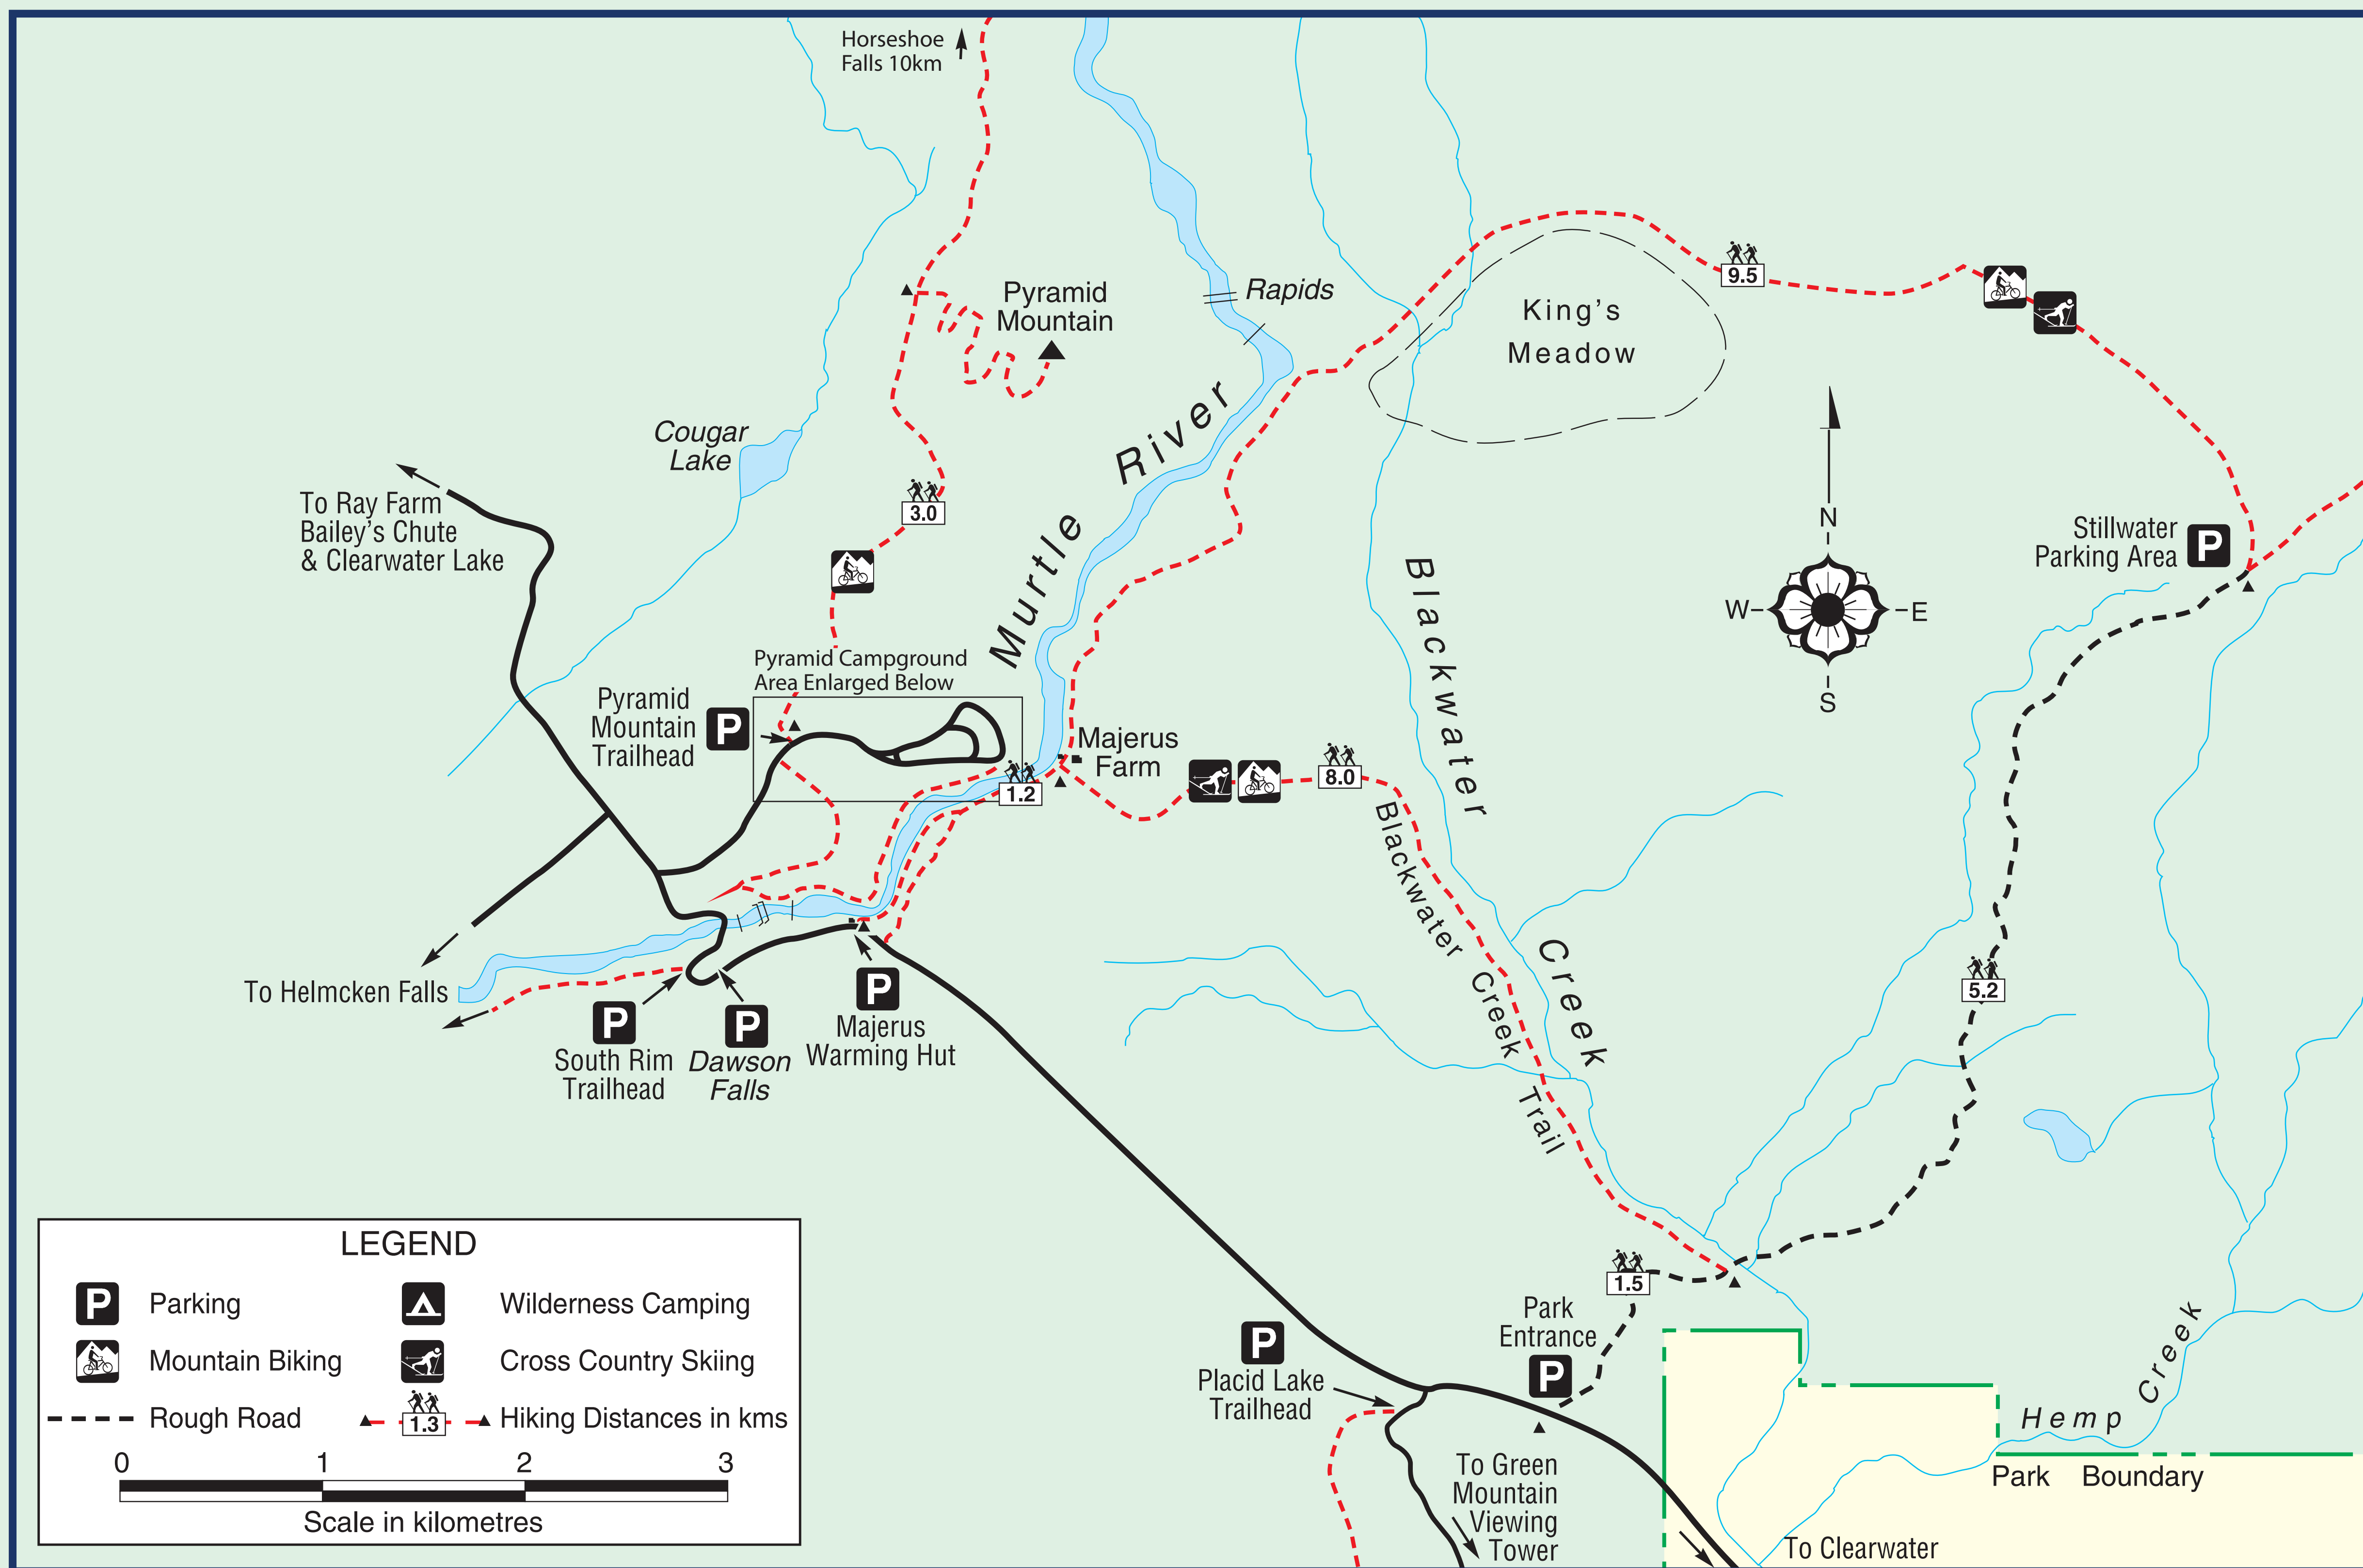 Horseshoe
Falls 10km
Pyramid
Mountain
Rapids
King's
Meadow
9.5
Cougar
Lake
Murtle River
3.0
To Ray Farm
Bailey's Chute
& Clearwater Lake
N
W
E
S
Stillwater
Parking Area
P
Pyramid Campground
Area Enlarged Below
Pyramid
Mountain
Trailhead
P
Majerus
Farm
1.2
8.0
Blackwater Creek
Blackwater Creek Trail
5.2
To Helmcken Falls
P
South Rim
Trailhead
P
Dawson
Falls
P
Majerus
Warming Hut
1.5
Park
Entrance
P
P
Placid Lake
Trailhead
To Green
Mountain
Viewing
Tower
Hemp Creek
Park Boundary
To Clearwater
LEGEND
P Parking
Wilderness Camping
Mountain Biking
Cross Country Skiing
Rough Road
1.3 Hiking Distances in kms
0 1 2 3
Scale in kilometres